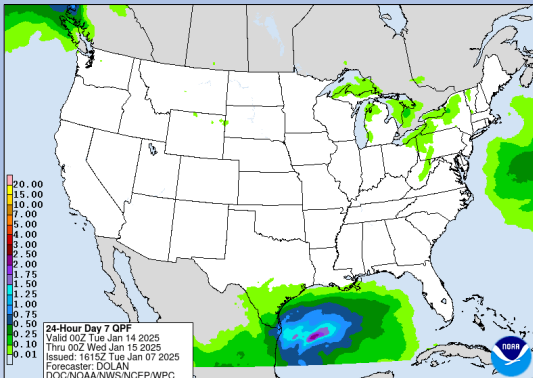 20.00
15.00
10.00
7.00
5.00
4.00
3.00
2.50
2.00
1.75
1.50
1.25
1.00
0.75
0.50
0.25
0.10
0.01
24-Hour Day 7 QPF
Valid 00Z Tue Jan 14 2025
Thru 00Z Wed Jan 15 2025
Issued: 1615Z Tue Jan 07 2025
Forecaster: DOLAN
DOC/NOAA/NWS/NCEP/WPC
NOAA